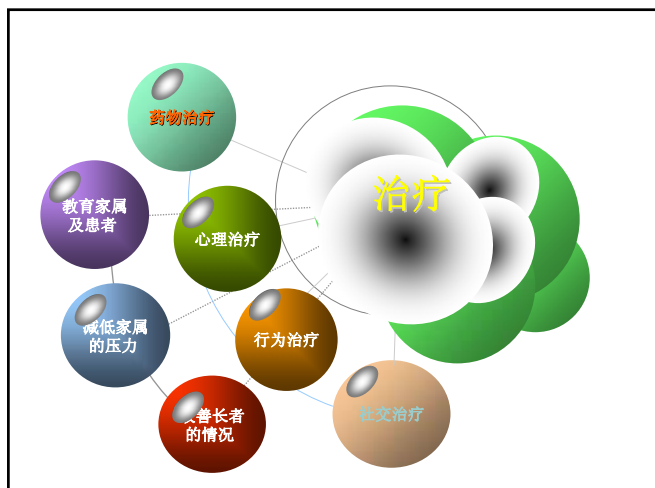 药物治疗
治疗
教育家属
及患者
心理治疗
减低家属
的压力
行为治疗
改善长者
的情况
社交治疗